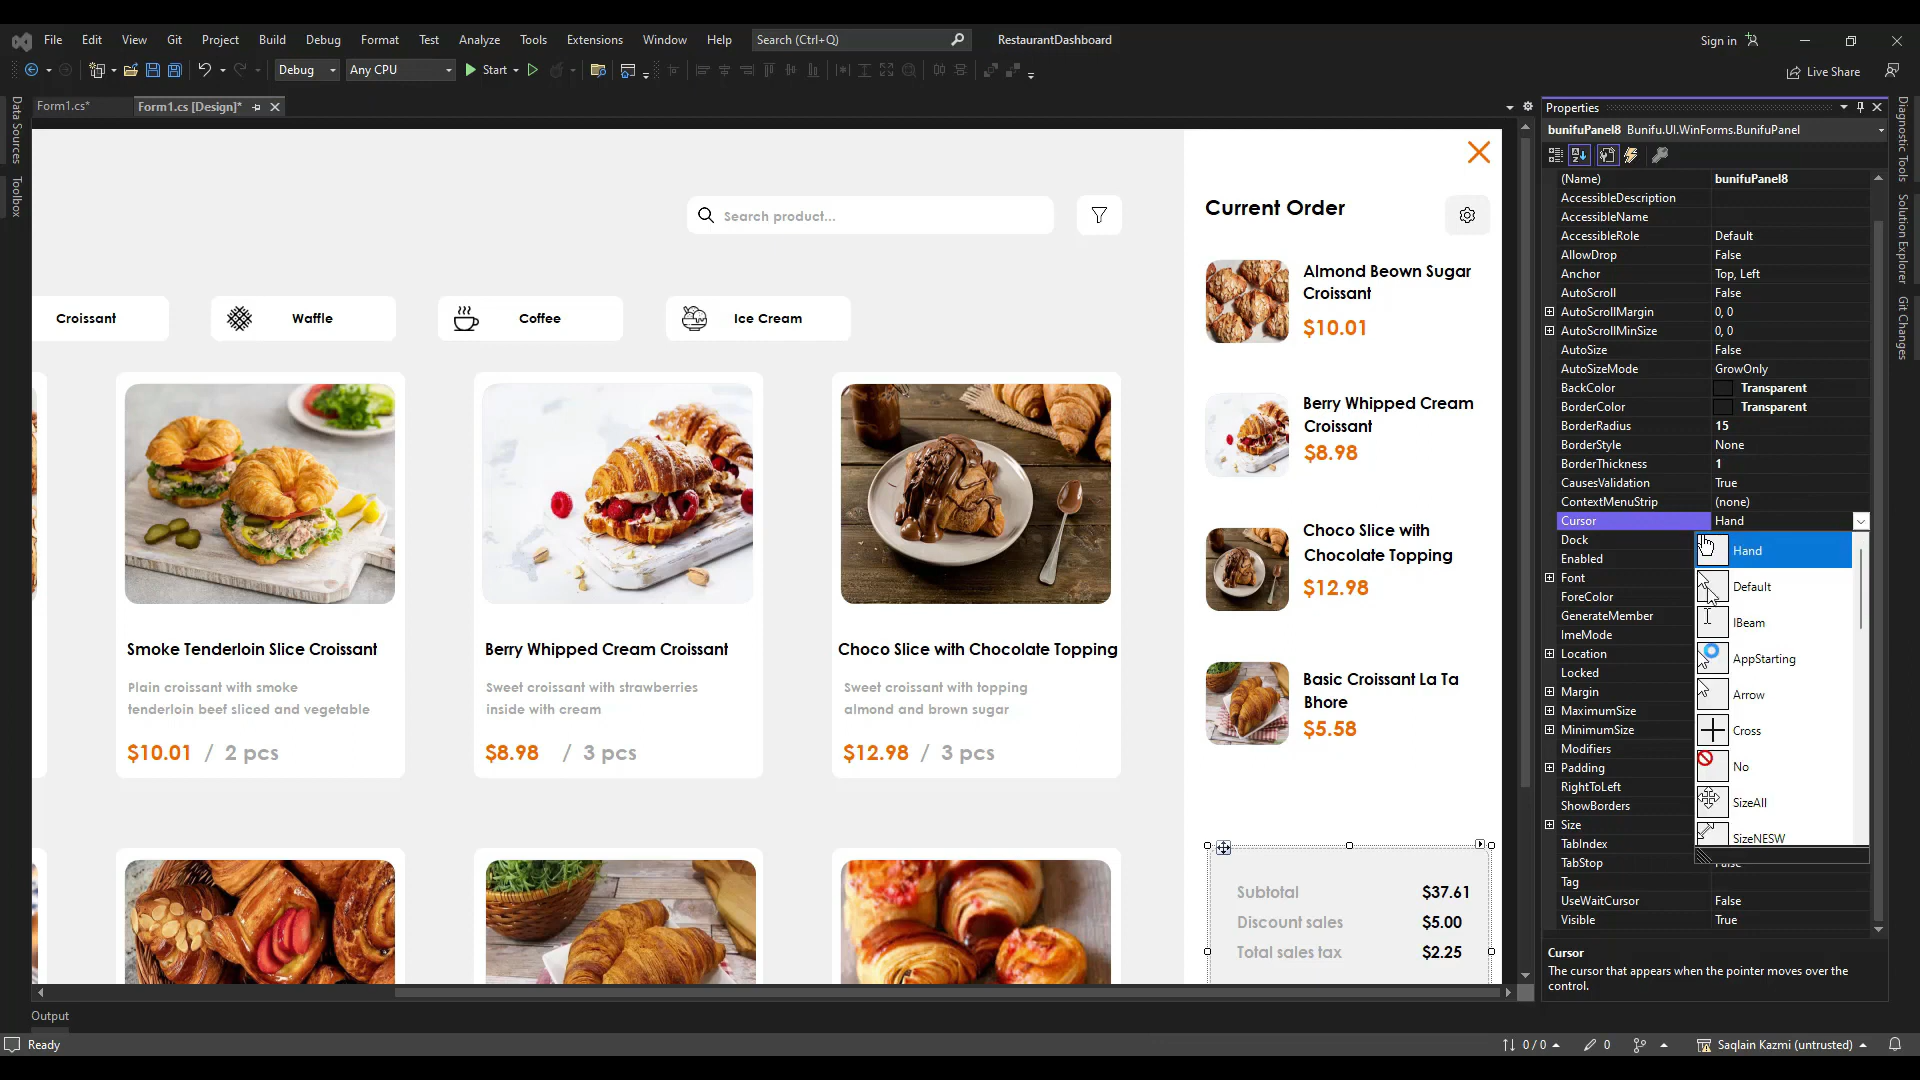 File Edit View Git Project Build Debug Format Test Analyze Tools Extensions Window Help Search (Ctrl+Q) RestaurantDashboard Sign in
Debug Any CPU Start Live Share
Form1.cs* Form1.cs [Design]*
Data Sources
Toolbox
Search product...
Croissant Waffle Coffee Ice Cream
Smoke Tenderloin Slice Croissant
Plain croissant with smoke
tenderloin beef sliced and vegetable
$10.01 / 2 pcs
Berry Whipped Cream Croissant
Sweet croissant with strawberries
inside with cream
$8.98 / 3 pcs
Choco Slice with Chocolate Topping
Sweet croissant with topping
almond and brown sugar
$12.98 / 3 pcs
Current Order
Almond Beown Sugar
Croissant
$10.01
Berry Whipped Cream
Croissant
$8.98
Choco Slice with
Chocolate Topping
$12.98
Basic Croissant La Ta
Bhore
$5.58
Subtotal $37.61
Discount sales $5.00
Total sales tax $2.25
Properties
bunifuPanel8 Bunifu.UI.WinForms.BunifuPanel
(Name) bunifuPanel8
AccessibleDescription
AccessibleName
AccessibleRole Default
AllowDrop False
Anchor Top, Left
AutoScroll False
AutoScrollMargin 0, 0
AutoScrollMinSize 0, 0
AutoSize False
AutoSizeMode GrowOnly
BackColor Transparent
BorderColor Transparent
BorderRadius 15
BorderStyle None
BorderThickness 1
CausesValidation True
ContextMenuStrip (none)
Cursor Hand
Dock
Enabled
Font
ForeColor
GenerateMember
ImeMode
Location
Locked
Margin
MaximumSize
MinimumSize
Modifiers
Padding
RightToLeft
ShowBorders
Size
TabIndex
TabStop False
Tag
UseWaitCursor False
Visible True
Hand
Default
IBeam
AppStarting
Arrow
Cross
No
SizeAll
SizeNESW
Cursor
The cursor that appears when the pointer moves over the
control.
Diagnostic Tools
Solution Explorer
Git Changes
Output
Ready 0 / 0 0 Saqlain Kazmi (untrusted)